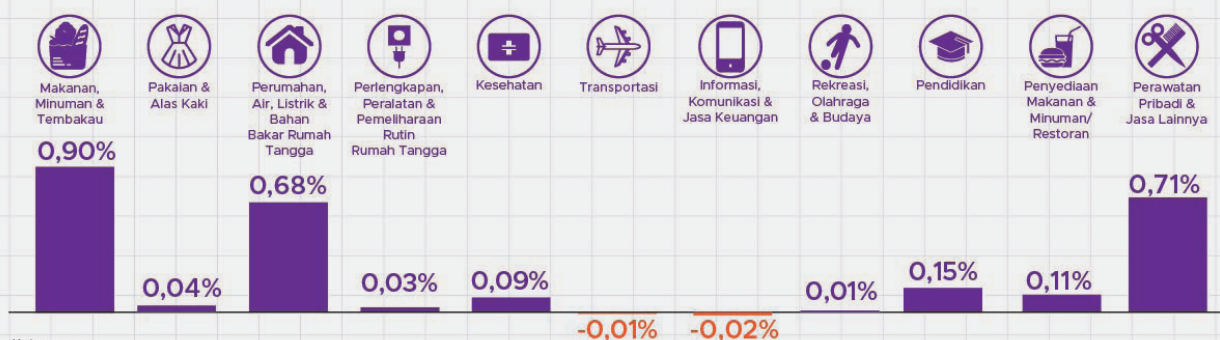 Makanan,
Minuman &
Tembakau
0,90%
Pakaian &
Alas Kaki
0,04%
Perumahan,
Air, Listrik &
Bahan
Bakar Rumah
Tangga
0,68%
Perlengkapan,
Peralatan &
Pemeliharaan
Rutin
Rumah Tangga
0,03%
Kesehatan
0,09%
Transportasi
-0,01%
Informasi,
Komunikasi &
Jasa Keuangan
-0,02%
Rekreasi,
Olahraga
& Budaya
0,01%
Pendidikan
0,15%
Penyediaan
Makanan &
Minuman/
Restoran
0,11%
Perawatan
Pribadi &
Jasa Lainnya
0,71%